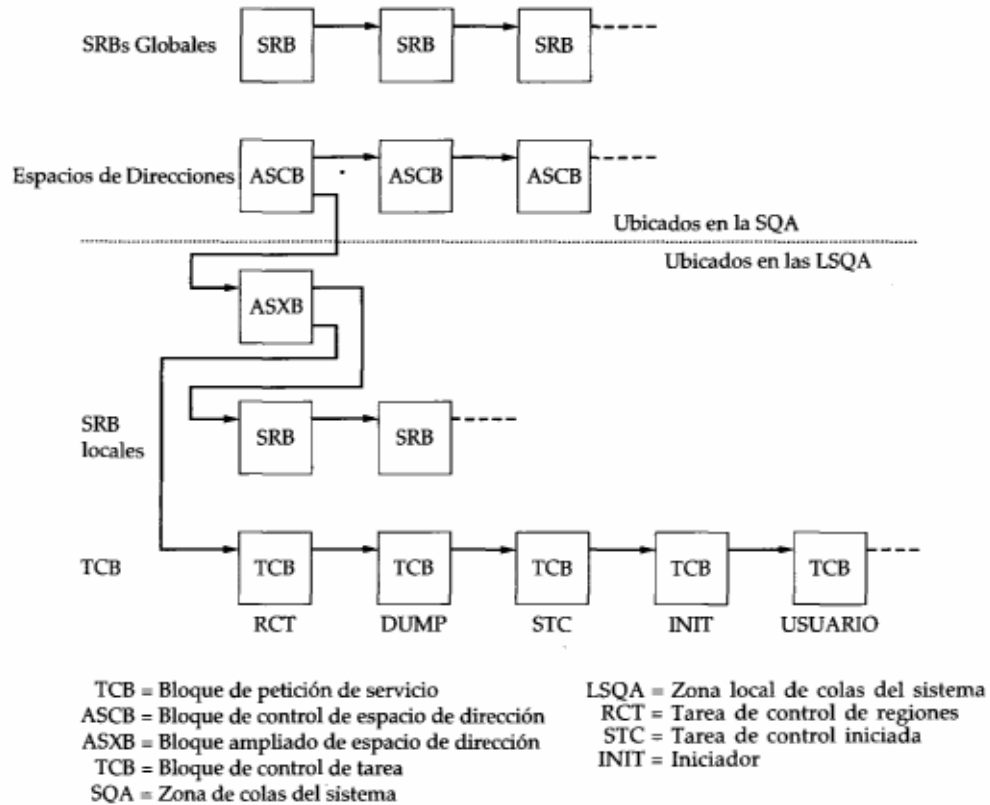 SRBs Globales
SRB SRB SRB
Espacios de Direcciones
ASCB ASCB ASCB
Ubicados en la SQA
Ubicados en las LSQA
ASXB
SRB
locales
SRB SRB
TCB
TCB TCB TCB TCB TCB
RCT DUMP STC INIT USUARIO
TCB = Bloque de petición de servicio
ASCB = Bloque de control de espacio de dirección
ASXB = Bloque ampliado de espacio de dirección
TCB = Bloque de control de tarea
SQA = Zona de colas del sistema
LSQA = Zona local de colas del sistema
RCT = Tarea de control de regiones
STC = Tarea de control iniciada
INIT = Iniciador